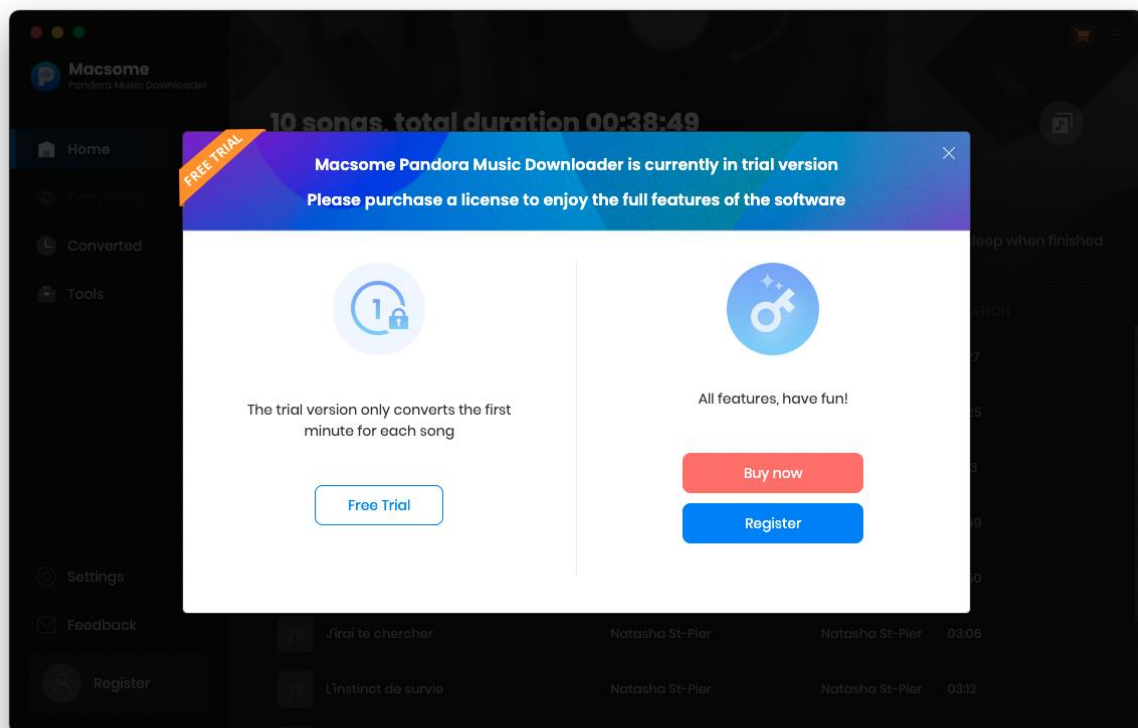 Macsome
Pandora Music Downloader
10 songs, total duration 00:38:49
Home
Converting
Converted
Tools
Settings
Feedback
Register
FREE TRIAL
Macsome Pandora Music Downloader is currently in trial version
Please purchase a license to enjoy the full features of the software
1
The trial version only converts the first
minute for each song
Free Trial
All features, have fun!
Buy now
Register
when finished
J'irai te chercher Natasha St-Pier Natasha St-Pier 03:06
L'instinct de survie Natasha St-Pier Natasha St-Pier 03:12